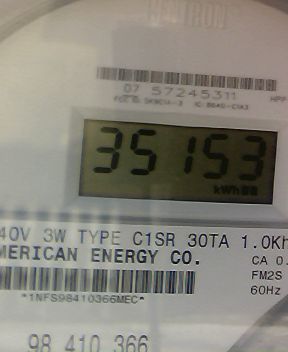 07 57245311
35153
kWh
40V 3W TYPE C1SR 30TA 1.0Kh
MERICAN ENERGY CO.
CA 0.
FM2S
60Hz
*1NFS98410366MEC*
98 410 366